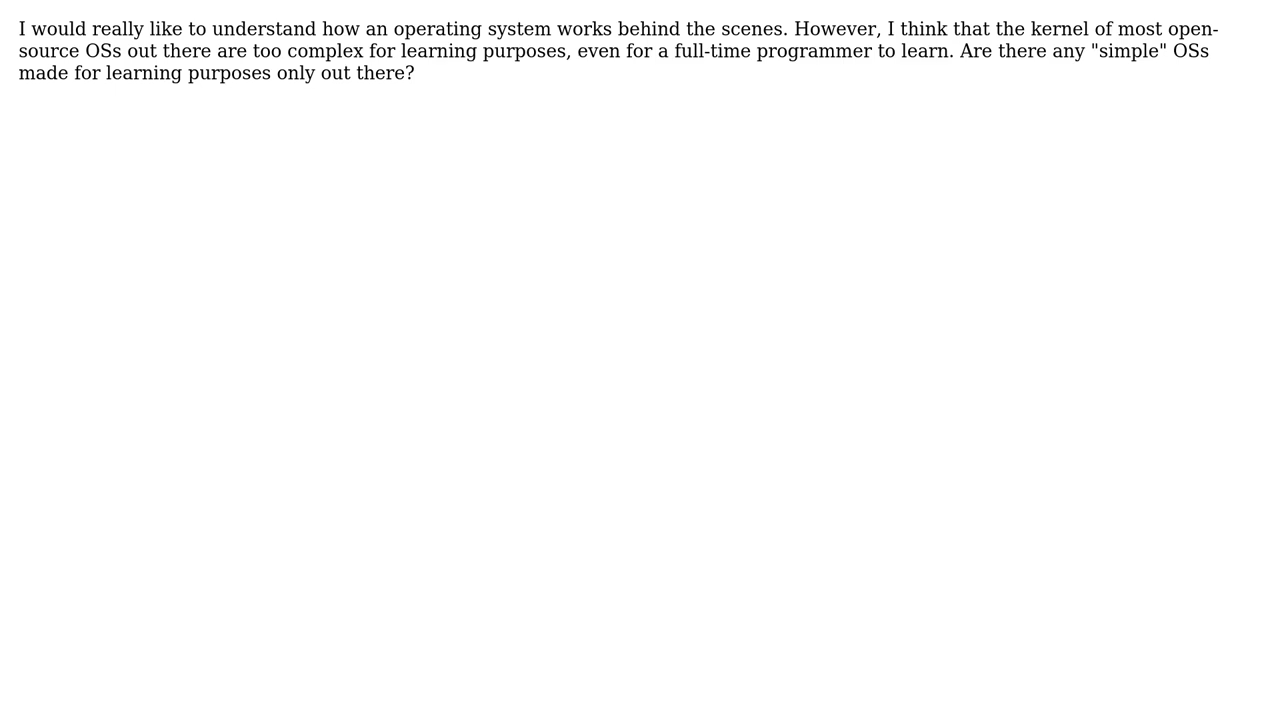 I would really like to understand how an operating system works behind the scenes. However, I think that the kernel of most open-
source OSs out there are too complex for learning purposes, even for a full-time programmer to learn. Are there any "simple" OSs
made for learning purposes only out there?